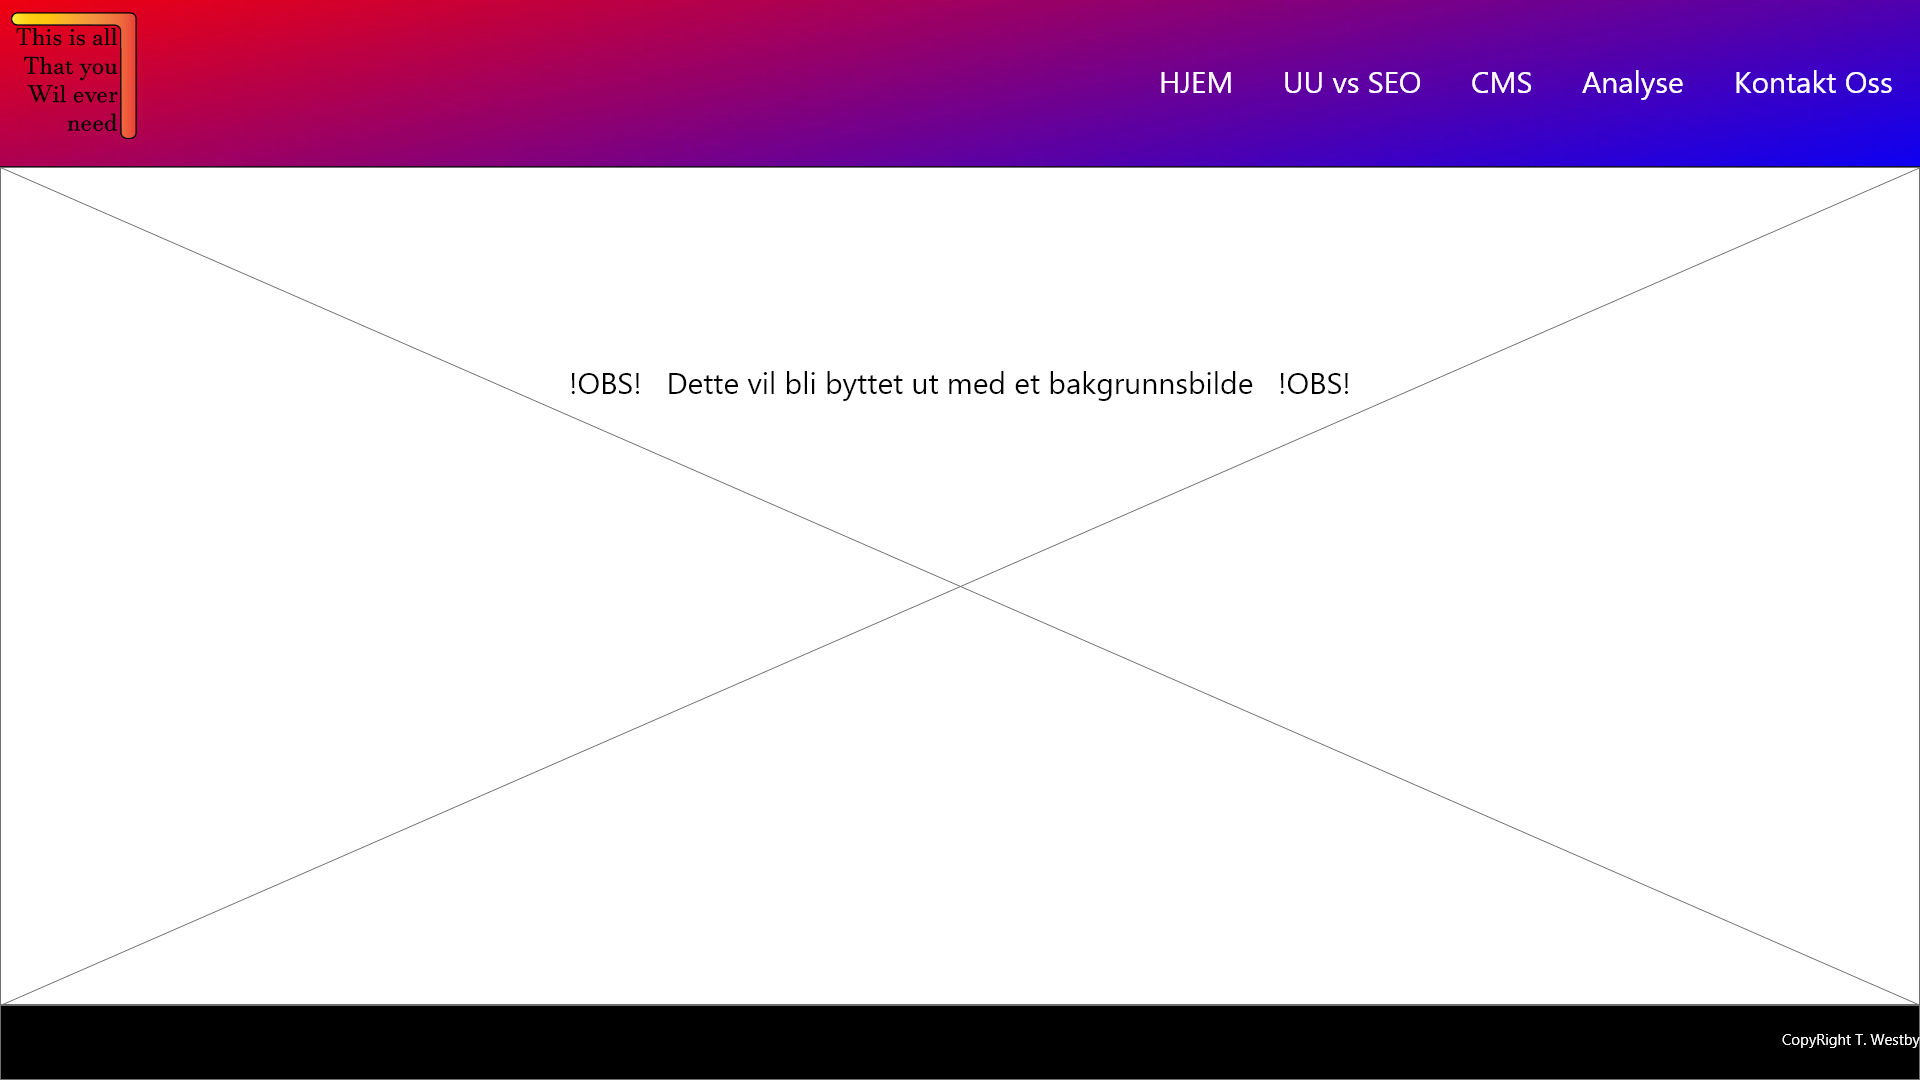 This is all
That you
Wil ever
need
HJEM UU vs SEO CMS Analyse Kontakt Oss
!OBS! Dette vil bli byttet ut med et bakgrunnsbilde !OBS!
CopyRight T. Westby